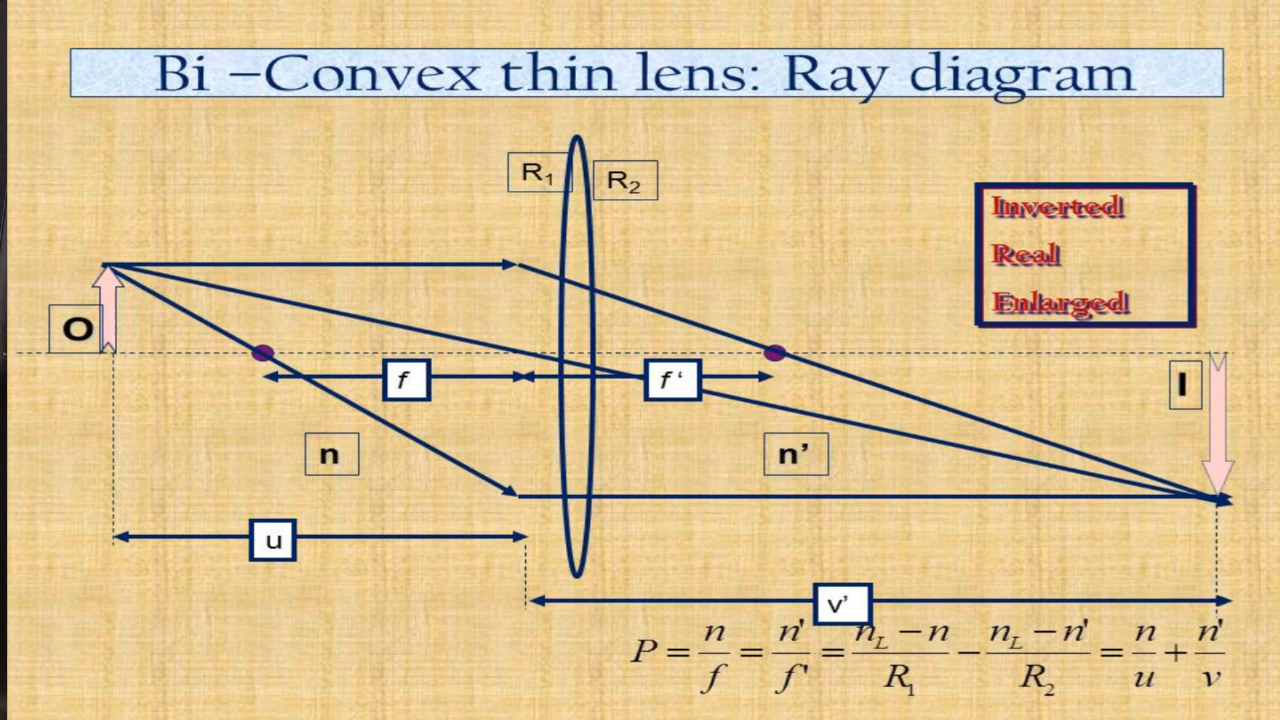 Bi –Convex thin lens: Ray diagram
R₁
R₂
Inverted
Real
Enlarged
O
f
f '
I
n
n’
u
v’
P = n/f = n'/f' = (n_L − n)/R₁ − (n_L − n')/R₂ = n/u + n'/v